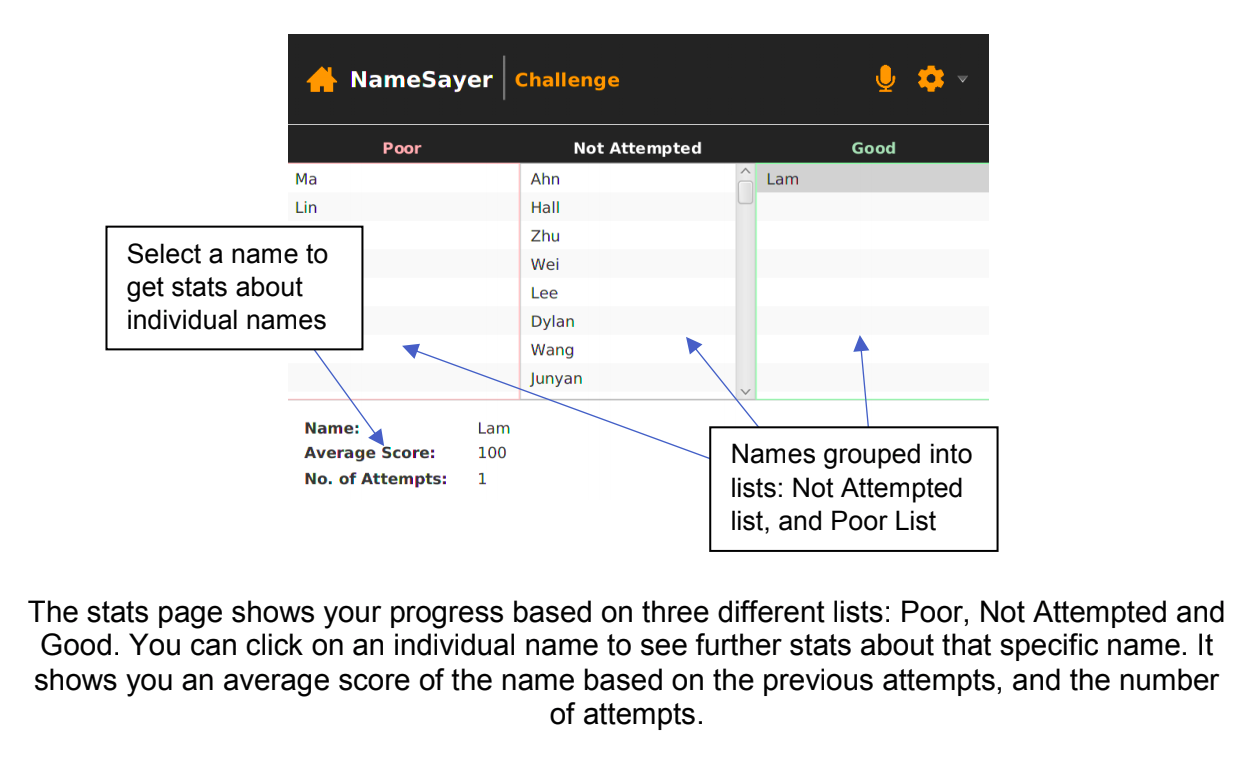 NameSayer Challenge
Poor Not Attempted Good
Ma Ahn Lam
Lin Hall
Zhu
Wei
Lee
Dylan
Wang
Junyan
Select a name to
get stats about
individual names
Name: Lam
Average Score: 100
No. of Attempts: 1
Names grouped into
lists: Not Attempted
list, and Poor List
The stats page shows your progress based on three different lists: Poor, Not Attempted and
Good. You can click on an individual name to see further stats about that specific name. It
shows you an average score of the name based on the previous attempts, and the number
of attempts.